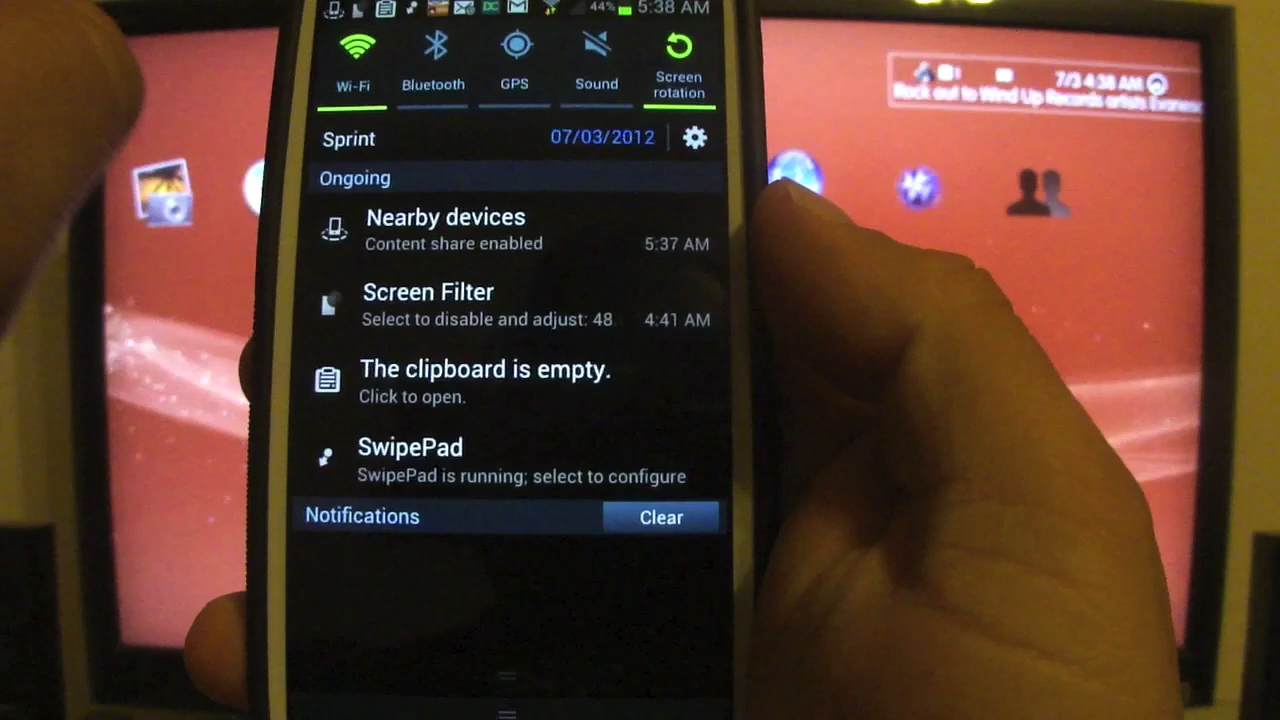 44% 5:38 AM
Wi-Fi
Bluetooth
GPS
Sound
Screen
rotation
Sprint 07/03/2012
Ongoing
Nearby devices
Content share enabled 5:37 AM
Screen Filter
Select to disable and adjust: 48 4:41 AM
The clipboard is empty.
Click to open.
SwipePad
SwipePad is running; select to configure
Notifications Clear
7/3 4:38 AM
Rock out to Wind Up Records artists Evanesc